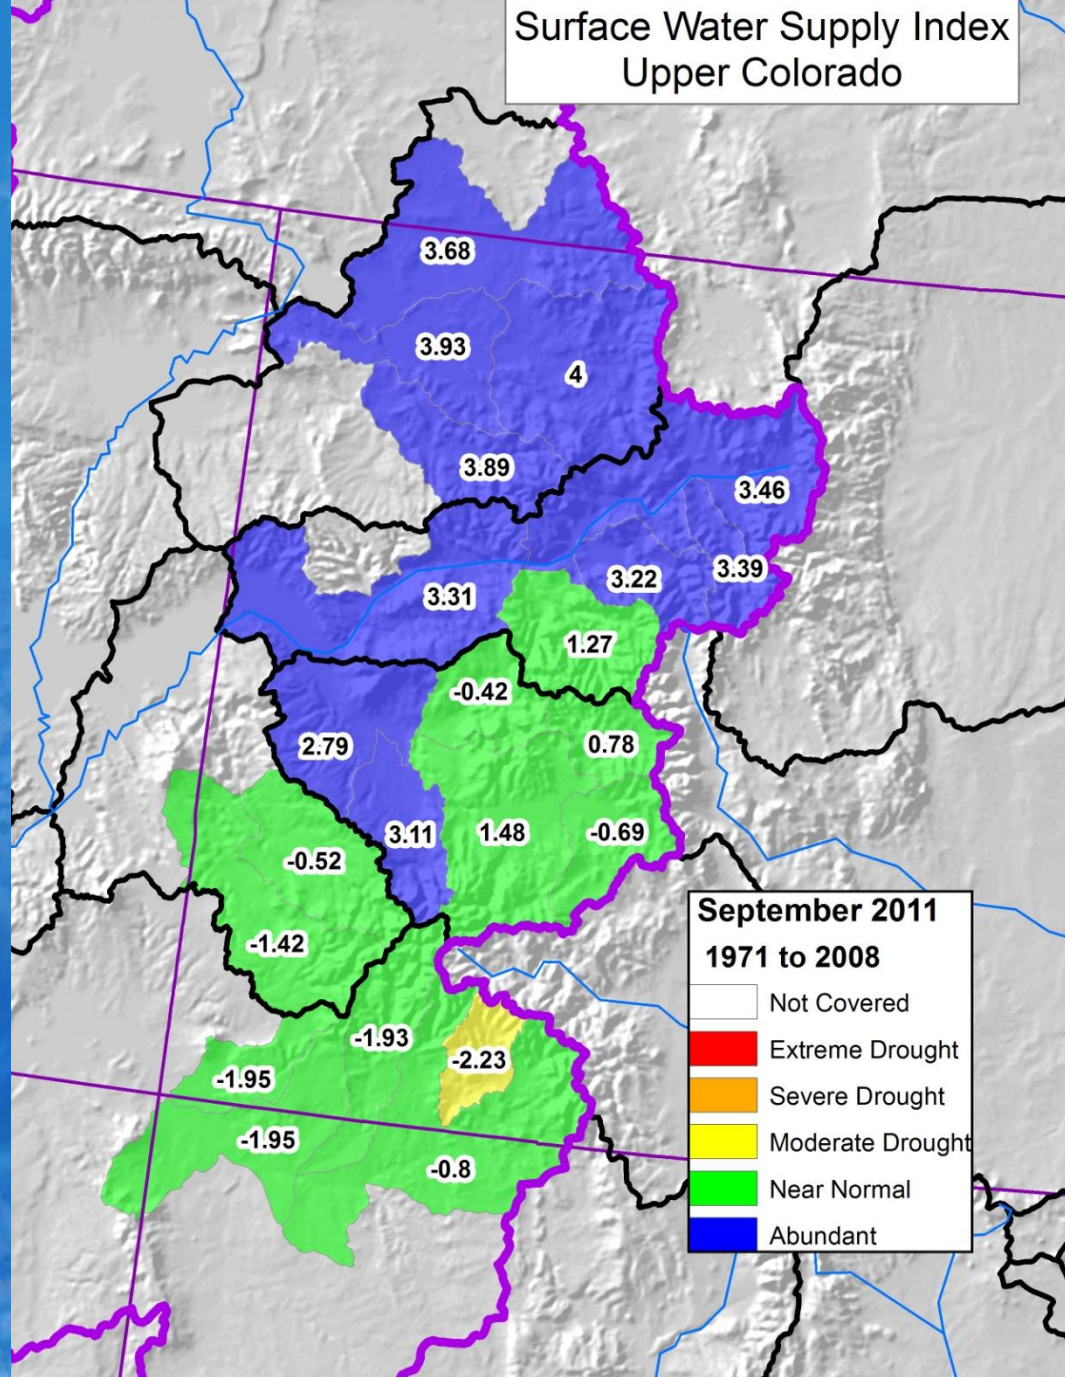 Surface Water Supply Index
Upper Colorado
3.68
3.93
4
3.89
3.46
3.39
3.22
3.31
1.27
-0.42
0.78
2.79
3.11
1.48
-0.69
-0.52
-1.42
-1.93
-2.23
-1.95
-1.95
-0.8
September 2011
1971 to 2008
Not Covered
Extreme Drought
Severe Drought
Moderate Drought
Near Normal
Abundant